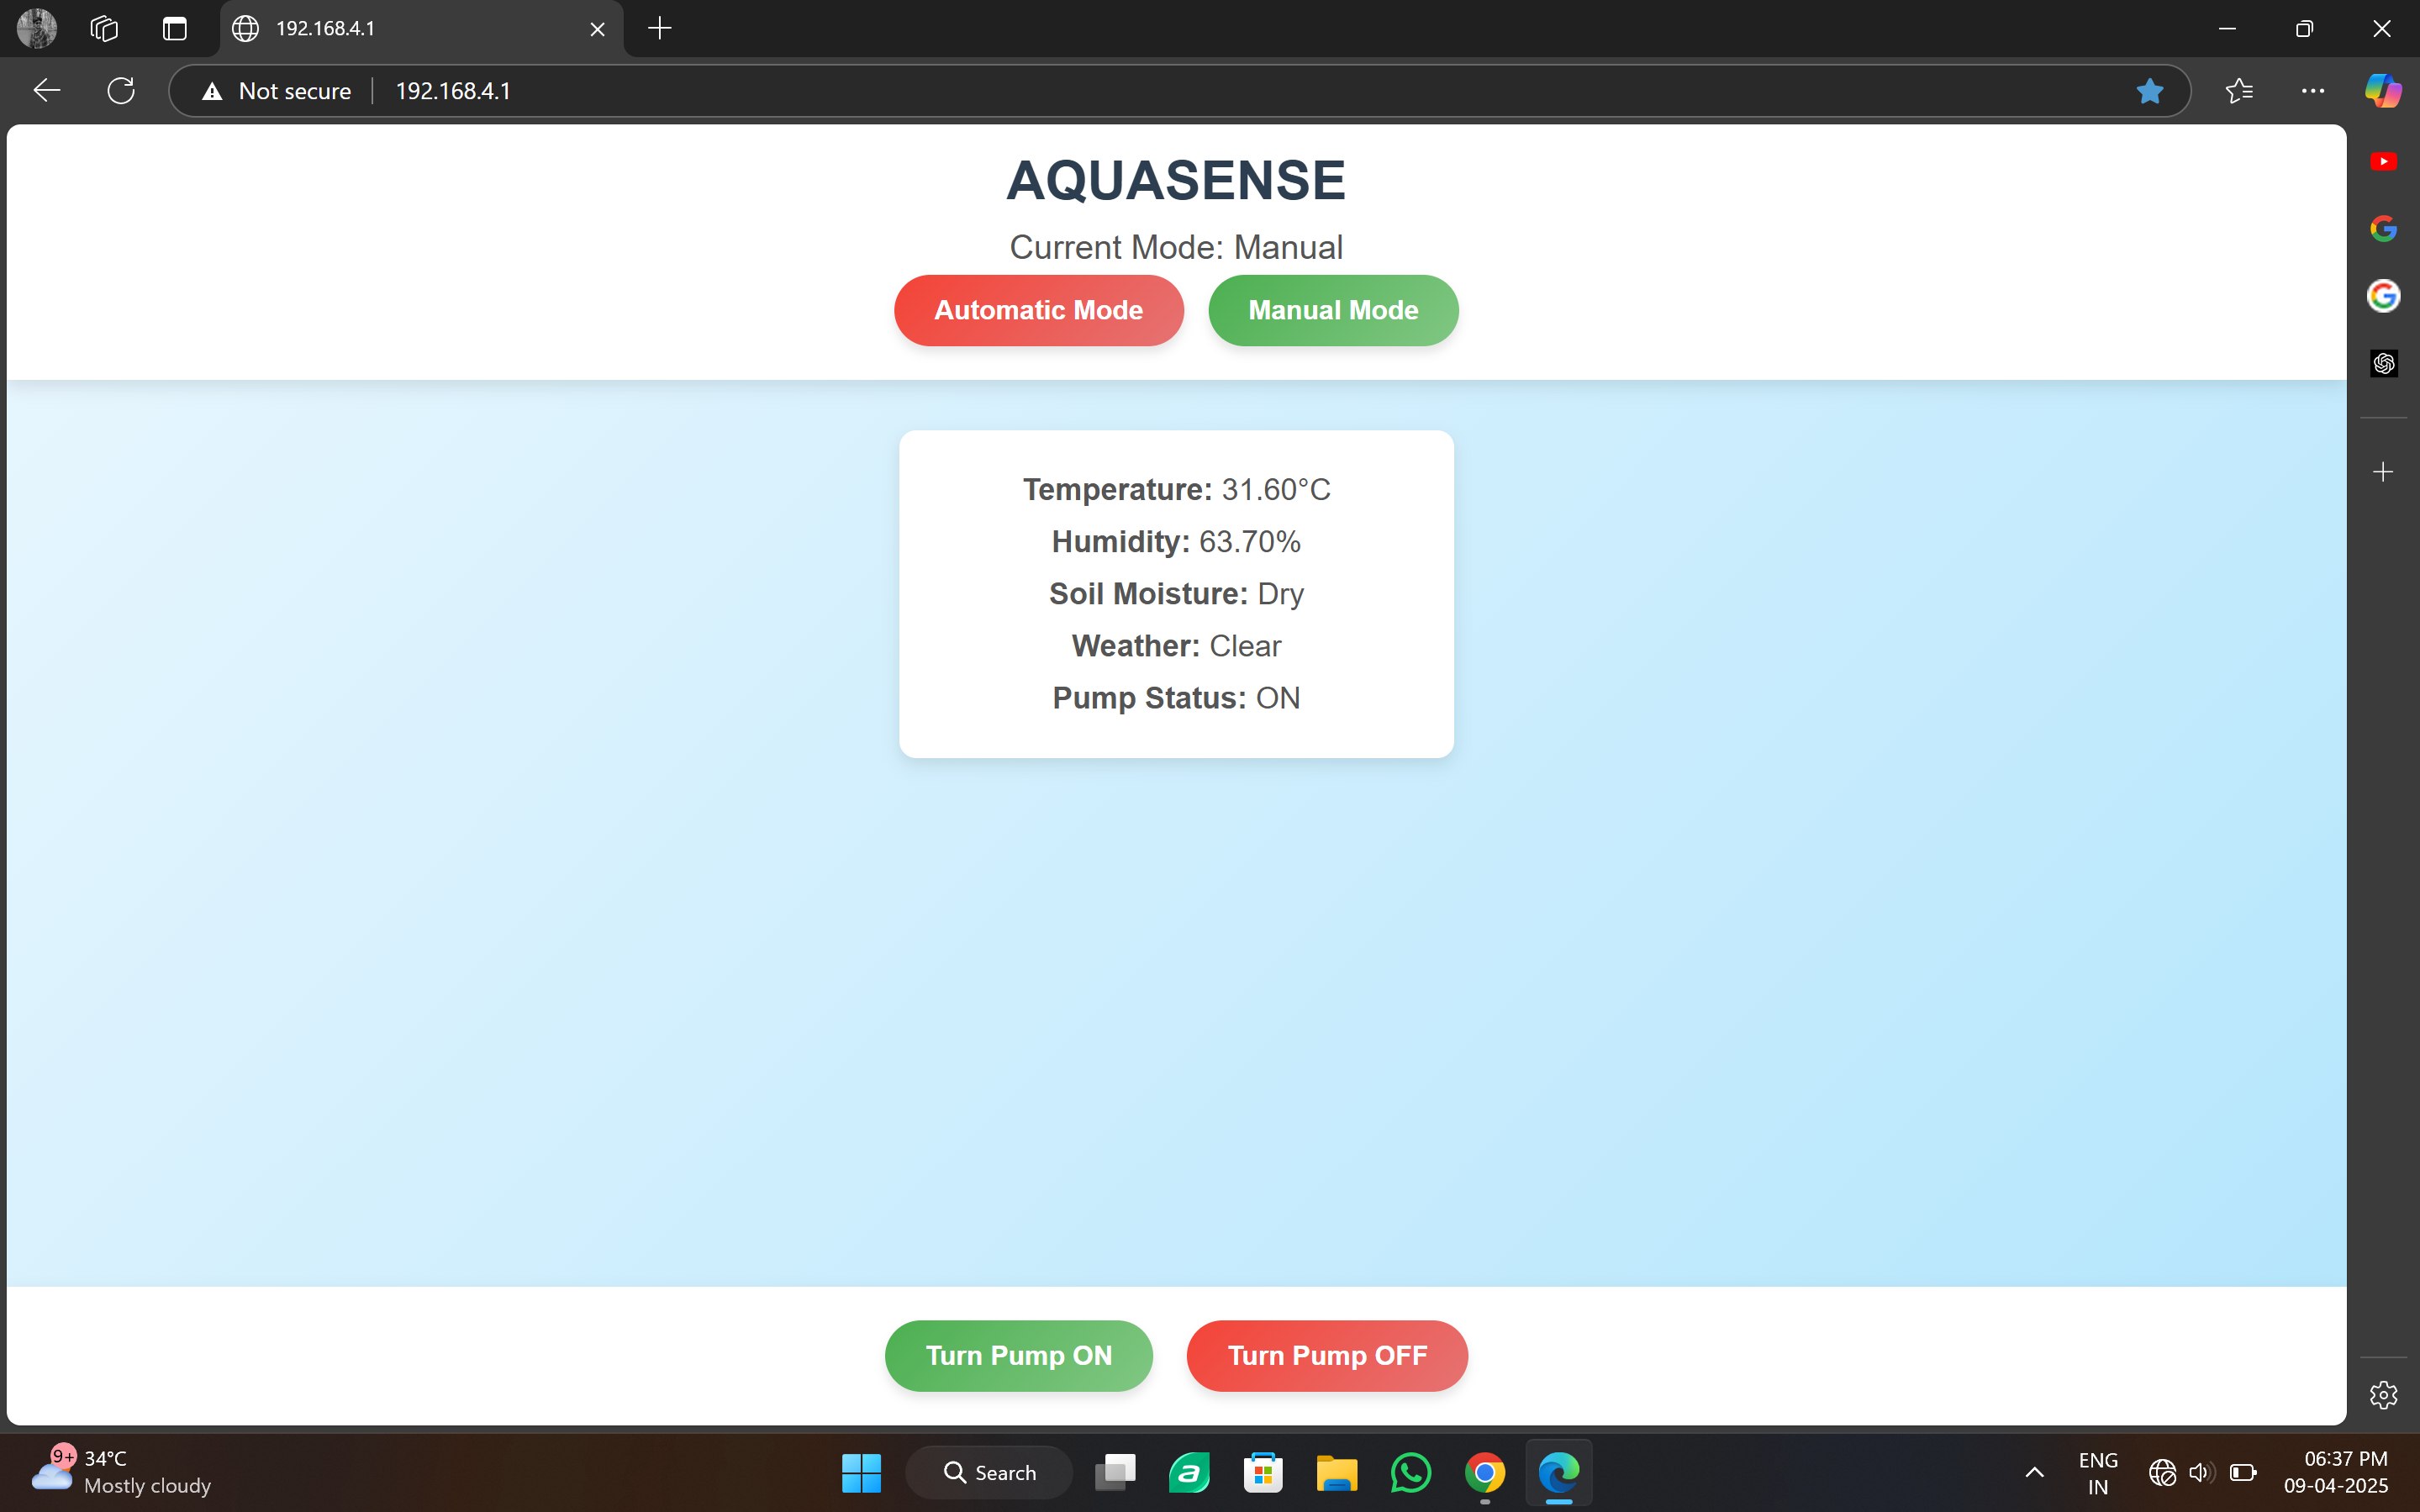 192.168.4.1
Not secure 192.168.4.1
AQUASENSE
Current Mode: Manual
Automatic Mode Manual Mode
Temperature: 31.60°C
Humidity: 63.70%
Soil Moisture: Dry
Weather: Clear
Pump Status: ON
Turn Pump ON Turn Pump OFF
9+ 34°C
Mostly cloudy
Search
ENG
IN
06:37 PM
09-04-2025